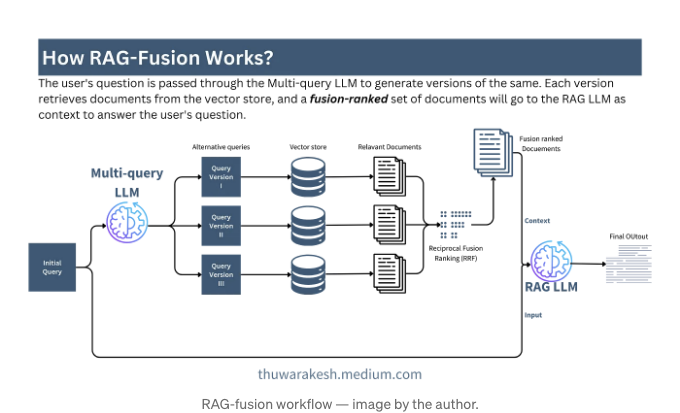 How RAG-Fusion Works?
The user's question is passed through the Multi-query LLM to generate versions of the same. Each version
retrieves documents from the vector store, and a fusion-ranked set of documents will go to the RAG LLM as
context to answer the user's question.
Alternative queries
Vector store
Relavant Documents
Fusion ranked
Docuements
Multi-query
LLM
Query
Version
I
Query
Version
II
Query
Version
III
Initial
Query
Reciprocal Fusion
Ranking (RRF)
Context
RAG LLM
Input
Final OUtout
thuwarakesh.medium.com
RAG-fusion workflow — image by the author.